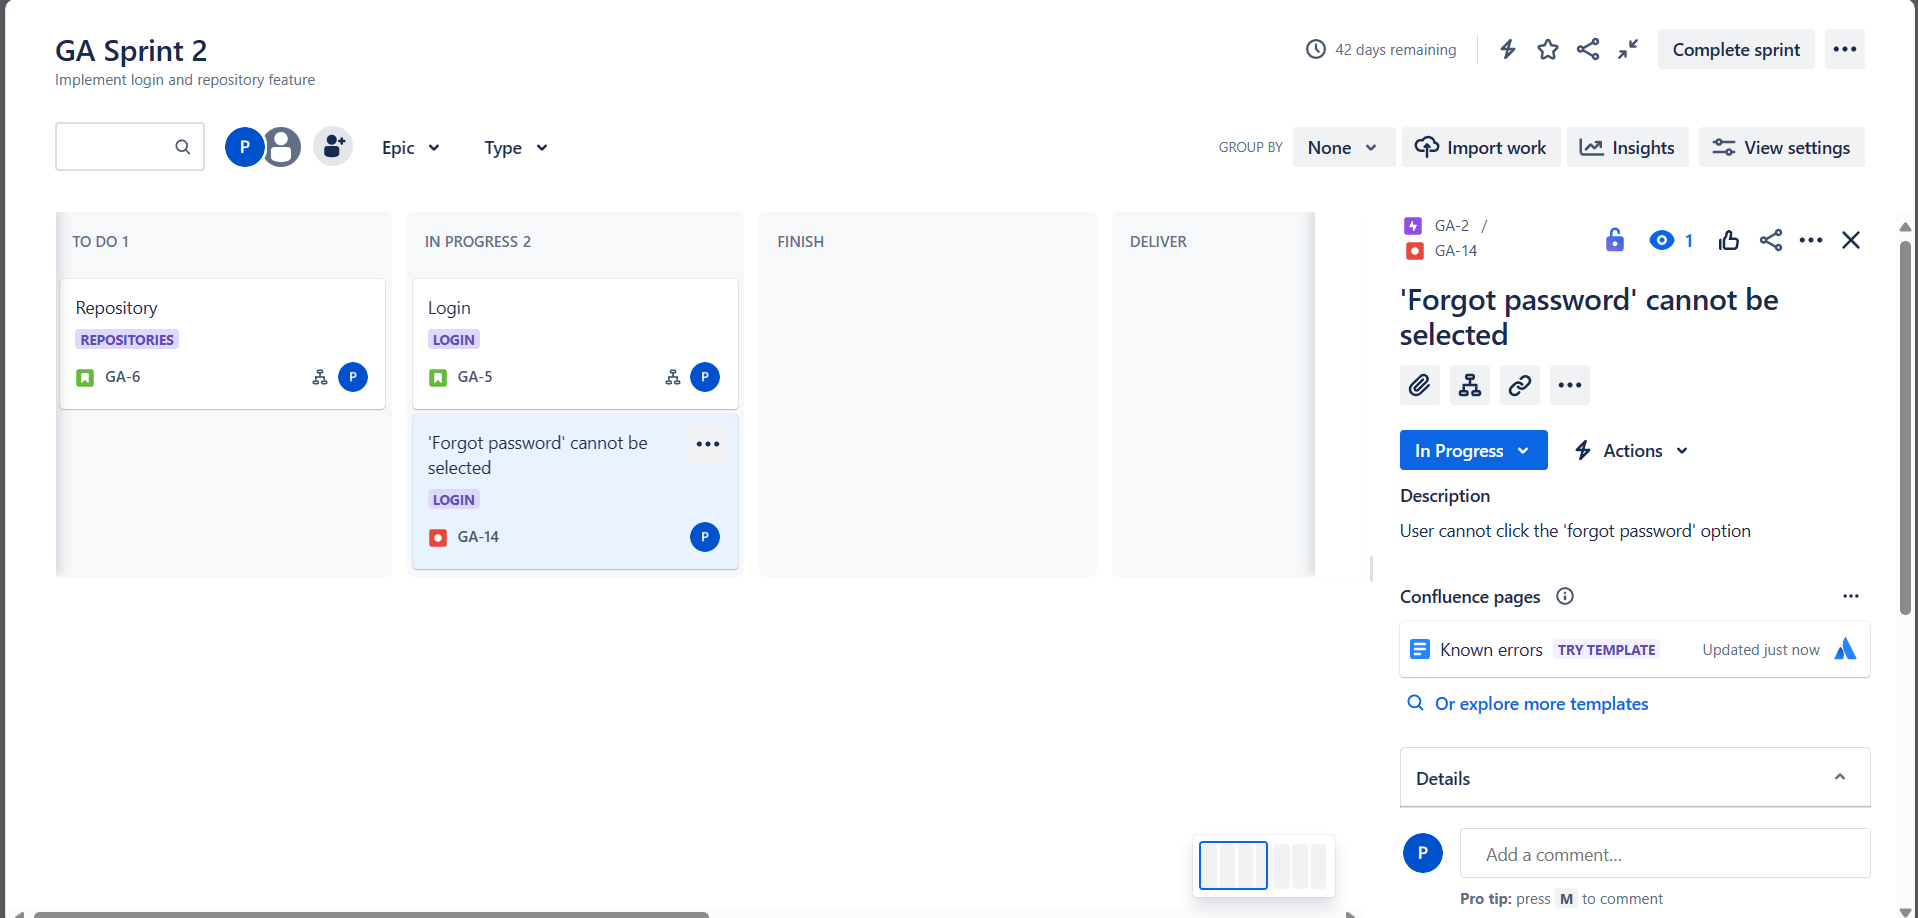 GA Sprint 2
Implement login and repository feature
42 days remaining
Complete sprint
P
Epic
Type
GROUP BY
None
Import work
Insights
View settings
TO DO 1
Repository
REPOSITORIES
GA-6
P
IN PROGRESS 2
Login
LOGIN
GA-5
P
'Forgot password' cannot be
selected
LOGIN
GA-14
P
FINISH
DELIVER
GA-2 /
GA-14
1
'Forgot password' cannot be
selected
In Progress
Actions
Description
User cannot click the 'forgot password' option
Confluence pages
Known errors TRY TEMPLATE Updated just now
Or explore more templates
Details
P
Add a comment...
Pro tip: press M to comment